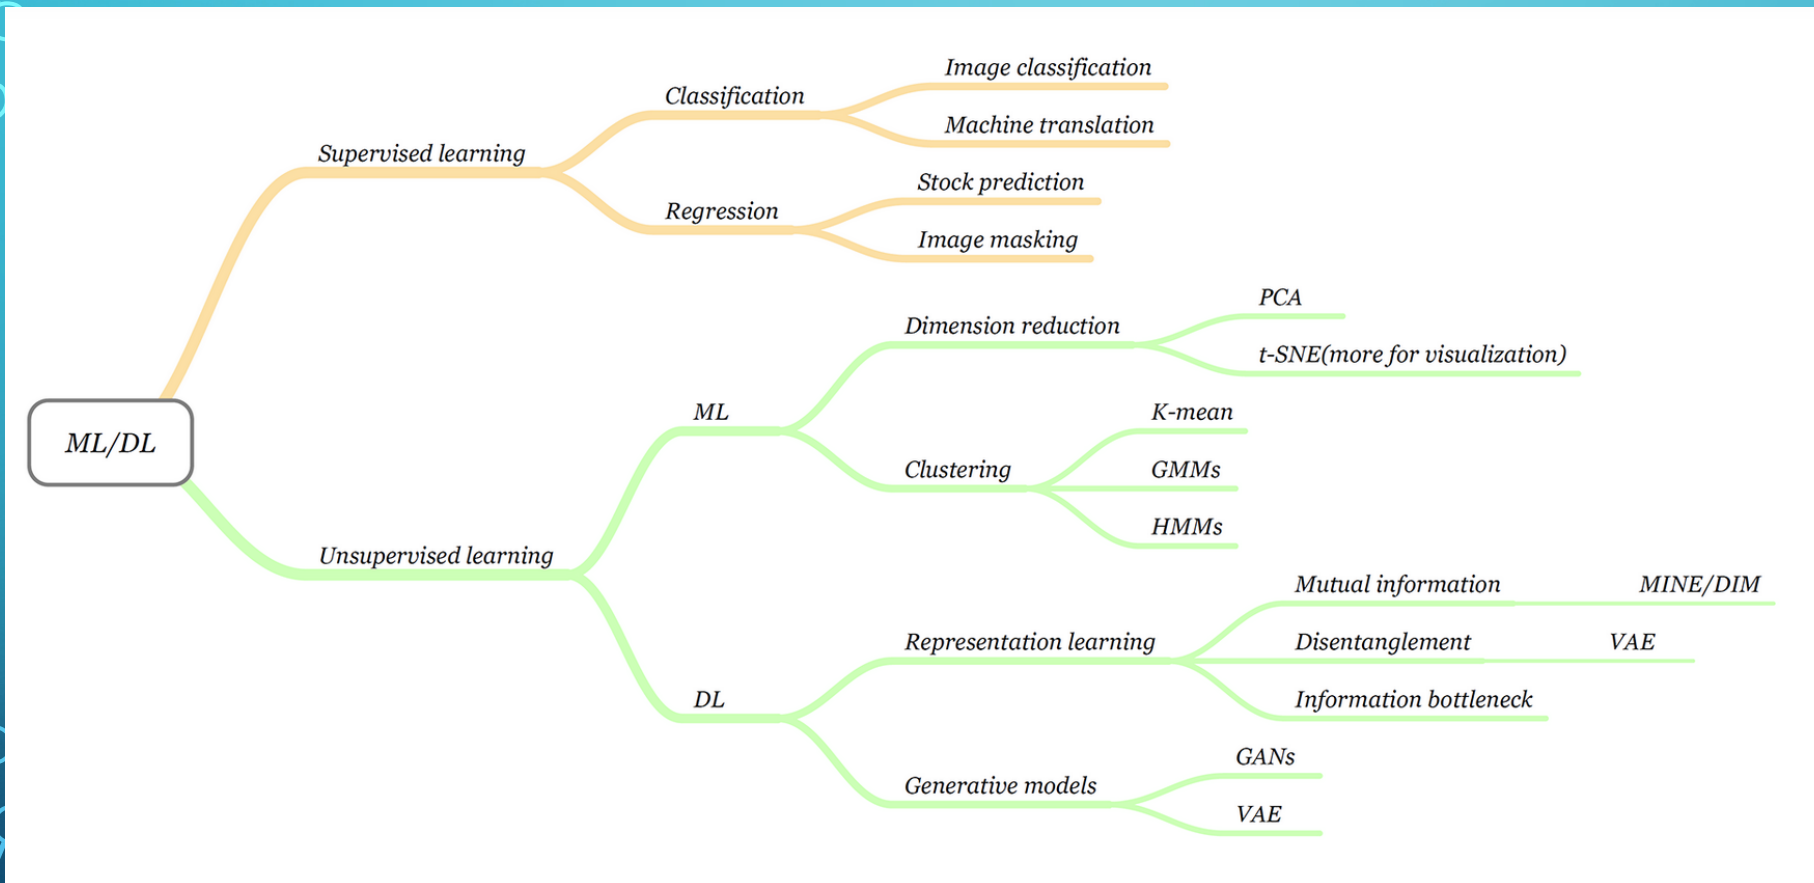 Image classification
Classification
Machine translation
Supervised learning
Stock prediction
Regression
Image masking
PCA
Dimension reduction
t-SNE(more for visualization)
ML
K-mean
ML/DL
Clustering
GMMs
HMMs
Unsupervised learning
Mutual information MINE/DIM
Representation learning
Disentanglement VAE
DL
Information bottleneck
GANs
Generative models
VAE